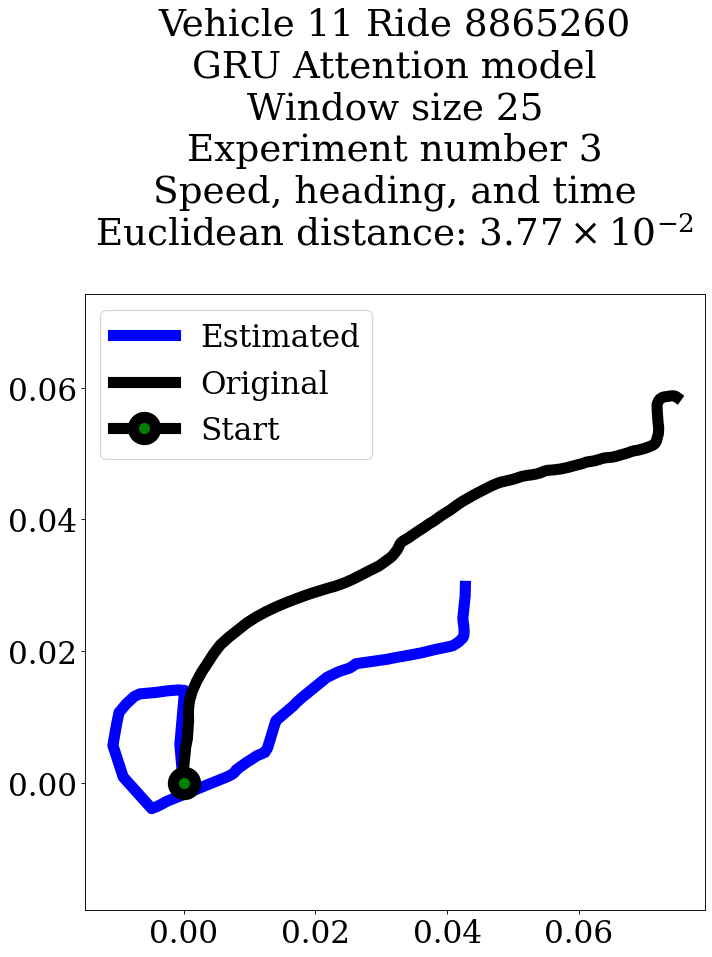 Vehicle 11 Ride 8865260
GRU Attention model
Window size 25
Experiment number 3
Speed, heading, and time
Euclidean distance: 3.77 × 10⁻²
Estimated
Original
Start
0.06
0.04
0.02
0.00
0.00 0.02 0.04 0.06